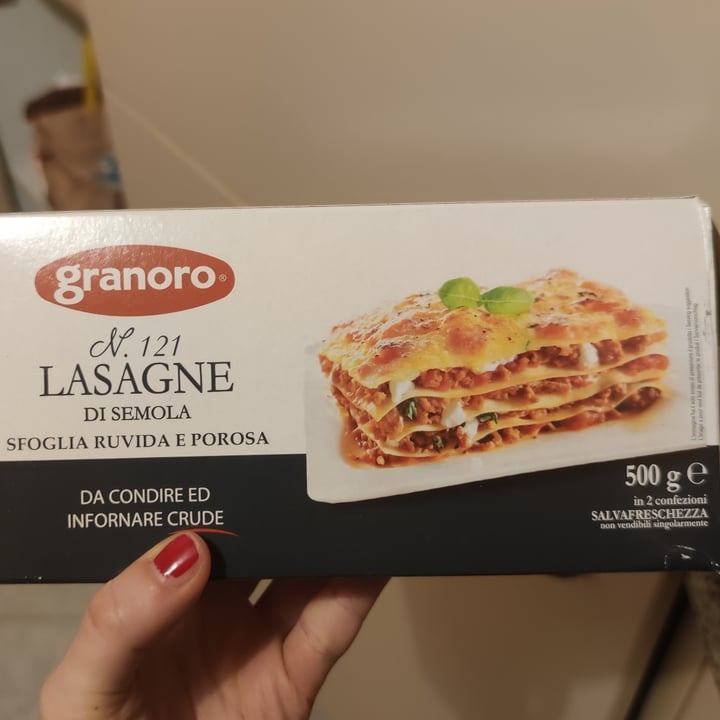 granoro®
N. 121
LASAGNE
DI SEMOLA
SFOGLIA RUVIDA E POROSA
DA CONDIRE ED
INFORNARE CRUDE
500 g ℮
in 2 confezioni
SALVAFRESCHEZZA
non vendibili singolarmente